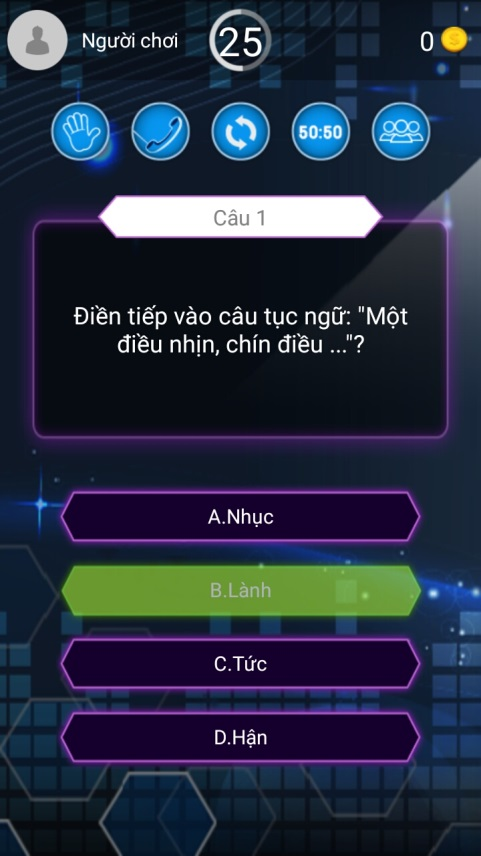 Người chơi
25
0
50:50
Câu 1
Điền tiếp vào câu tục ngữ: "Một
điều nhịn, chín điều ..."?
A.Nhục
B.Lành
C.Tức
D.Hận